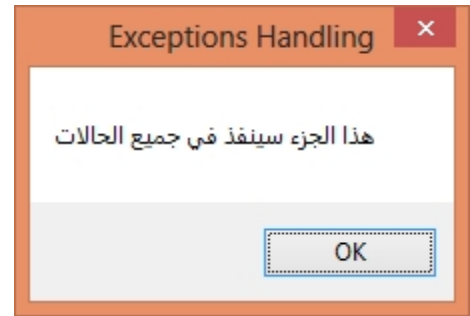 Exceptions Handling
هذا الجزء سينفذ في جميع الحالات
OK